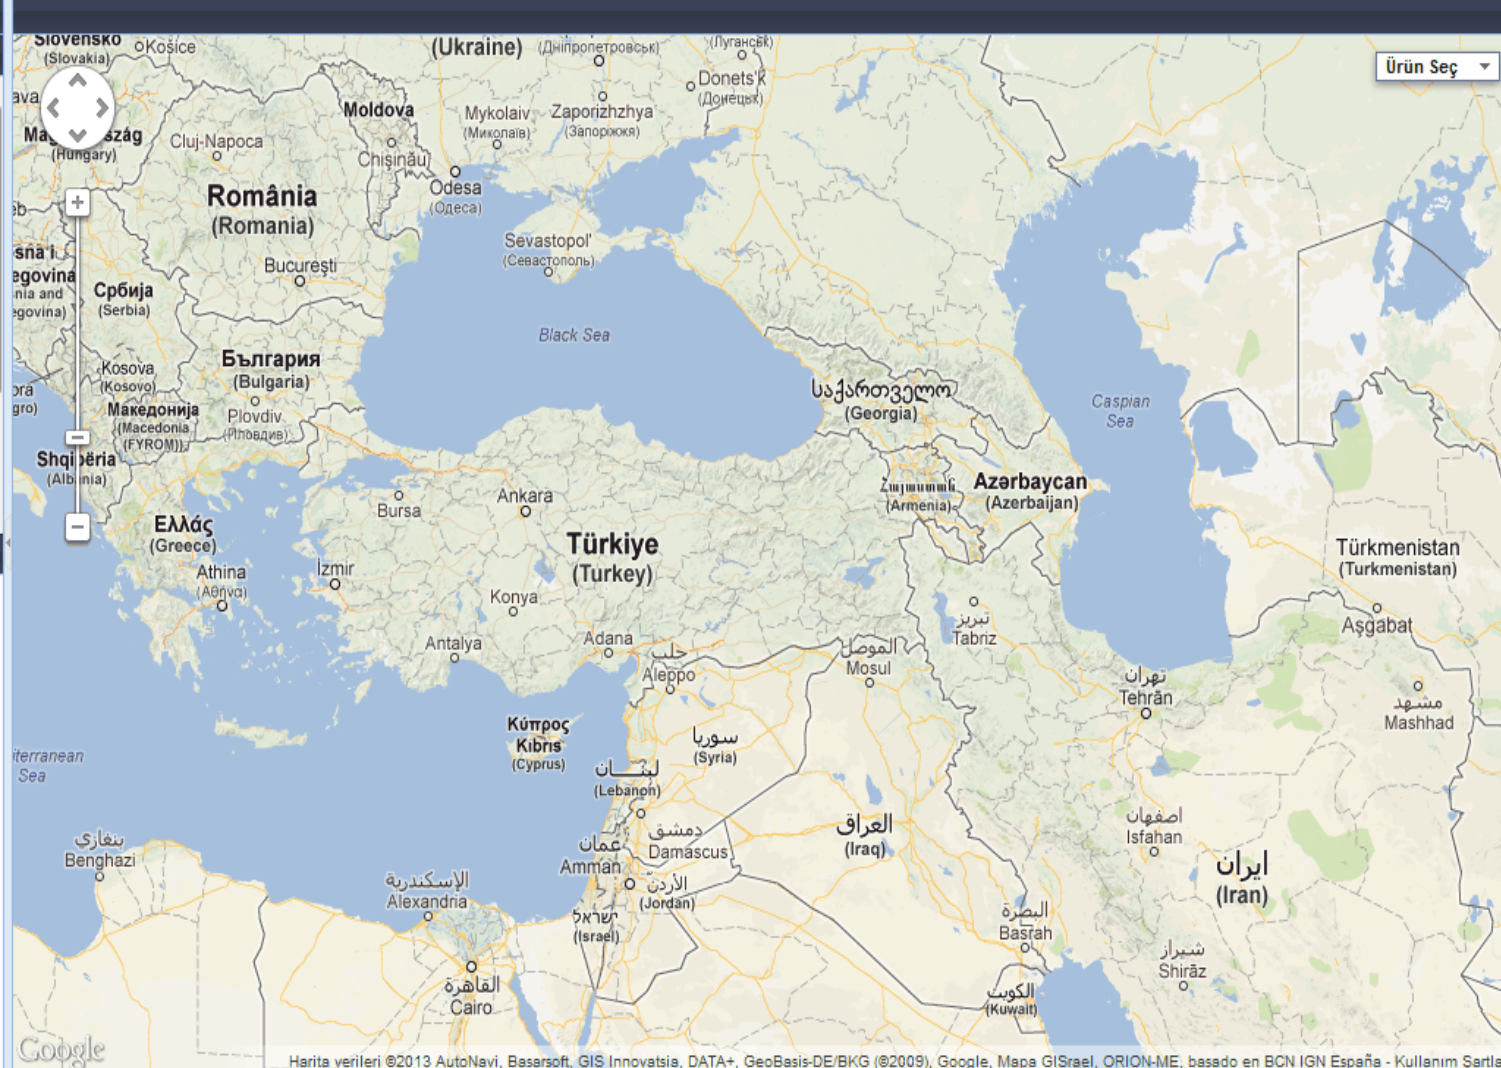 Slovensko
(Slovakia)
Košice
(Ukraine)
(Дніпропетровськ)
(Луганськ)
Donets'k
(Донецьк)
Ürün Seç
Moldova
Mykolaiv
(Миколаїв)
Zaporizhzhya
(Запоріжжя)
(Hungary)
Cluj-Napoca
Chişinău
Odesa
(Одеса)
România
(Romania)
Sevastopol'
(Севастополь)
Bucureşti
Србија
(Serbia)
Black Sea
България
(Bulgaria)
Kosova
(Kosovo)
Македонија
(Macedonia
(FYROM))
Plovdiv
(Пловдив)
საქართველო
(Georgia)
Caspian
Sea
Shqipëria
(Albania)
Հայաստան
(Armenia)
Azərbaycan
(Azerbaijan)
Bursa
Ankara
Ελλάς
(Greece)
Türkiye
(Turkey)
Türkmenistan
(Turkmenistan)
Athina
(Αθήνα)
İzmir
Konya
Antalya
Adana
حلب
Aleppo
الموصل
Mosul
تبريز
Tabriz
Aşgabat
تهران
Tehrān
مشهد
Mashhad
Κύπρος
Kıbrıs
(Cyprus)
سوريا
(Syria)
لبنان
(Lebanon)
iterranean
Sea
دمشق
Damascus
عمان
Amman
الأردن
(Jordan)
العراق
(Iraq)
اصفهان
Isfahan
ایران
(Iran)
بنغازي
Benghazi
الإسكندرية
Alexandria
ישראל
(Israel)
البصرة
Basrah
شیراز
Shirāz
القاهرة
Cairo
الكويت
(Kuwait)
Google
Harita verileri ©2013 AutoNavi, Basarsoft, GIS Innovatsia, DATA+, GeoBasis-DE/BKG (©2009), Google, Mapa GISrael, ORION-ME, basado en BCN IGN España - Kullanım Şartla